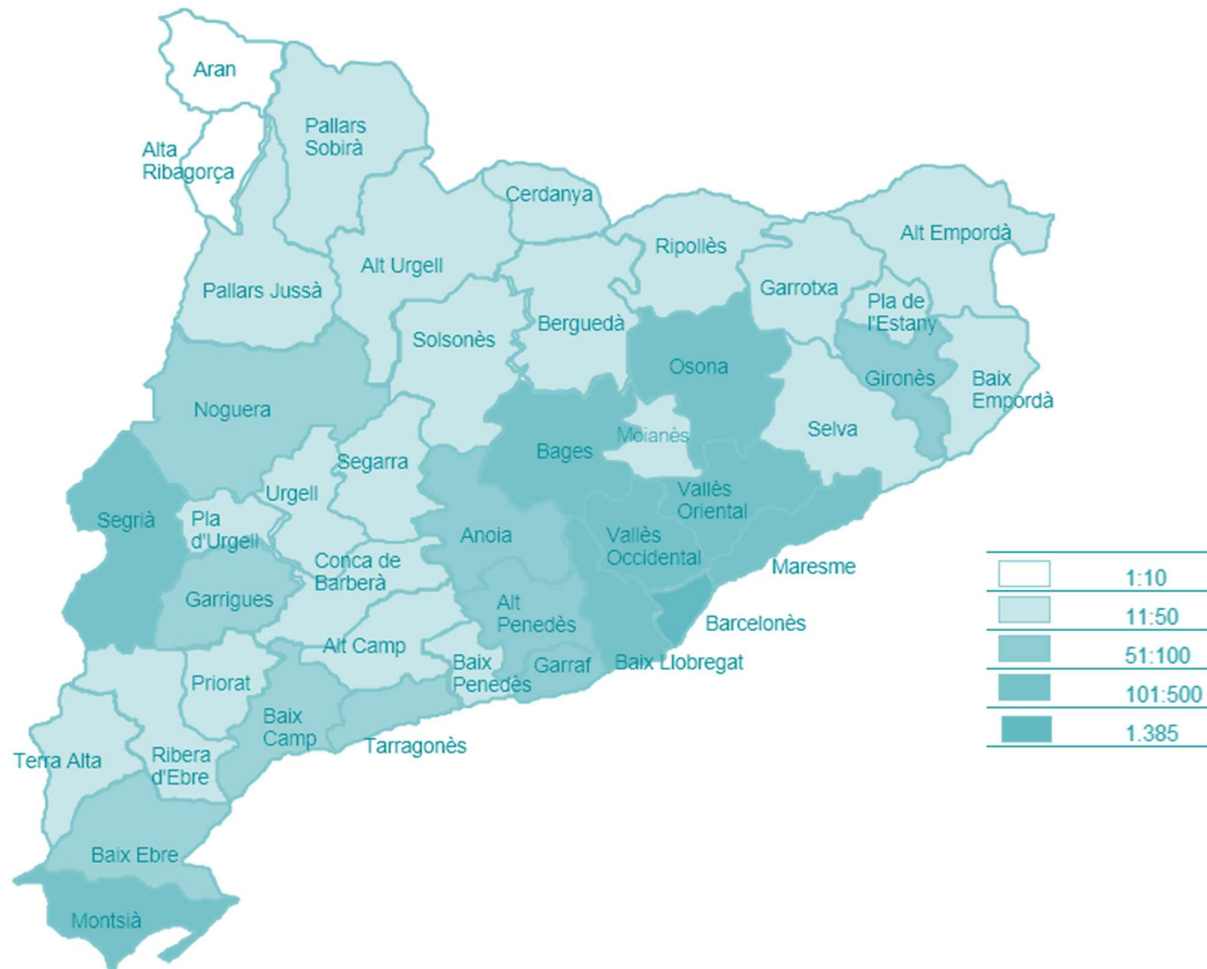 Aran
Pallars
Sobirà
Alta
Ribagorça
Cerdanya
Alt Empordà
Ripollès
Alt Urgell
Garrotxa
Pallars Jussà
Pla de
l'Estany
Berguedà
Solsonès
Osona
Gironès
Baix
Empordà
Noguera
Selva
Moianès
Bages
Segarra
Urgell
Vallès
Oriental
Segrià
Pla
d'Urgell
Anoia
Vallès
Occidental
Conca de
Barberà
Maresme
Garrigues
Alt
Penedès
Barcelonès
Alt Camp
Baix
Penedès
Garraf
Baix Llobregat
Priorat
Baix
Camp
Tarragonès
Terra Alta
Ribera
d'Ebre
Baix Ebre
Montsià
1:10
11:50
51:100
101:500
1.385